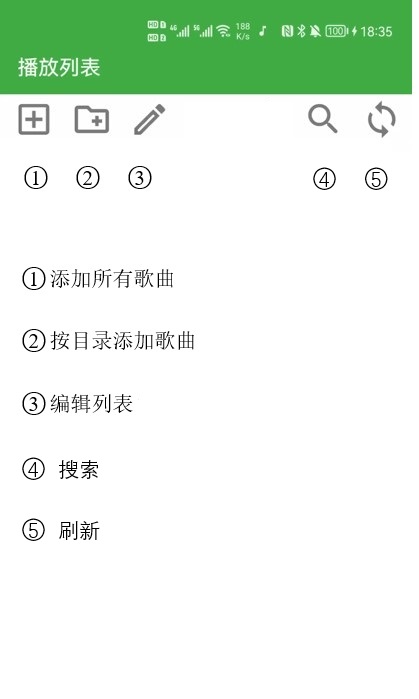 HD 1 4G 5G 188 100 18:35
HD 2 K/s
播放列表
① ② ③ ④ ⑤
①添加所有歌曲
②按目录添加歌曲
③编辑列表
④ 搜索
⑤ 刷新